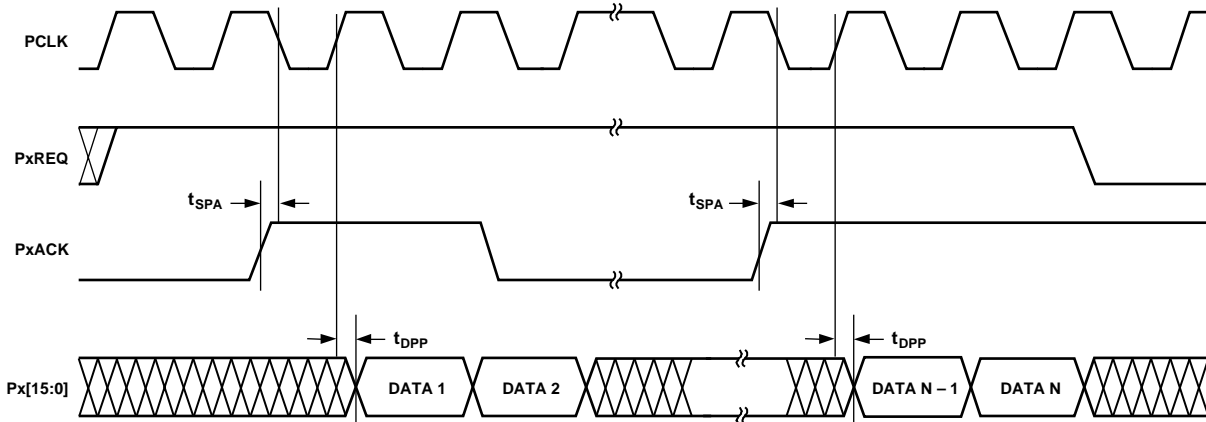 PCLK
PxREQ
tSPA
tSPA
PxACK
tDPP
tDPP
Px[15:0]
DATA 1
DATA 2
DATA N – 1
DATA N